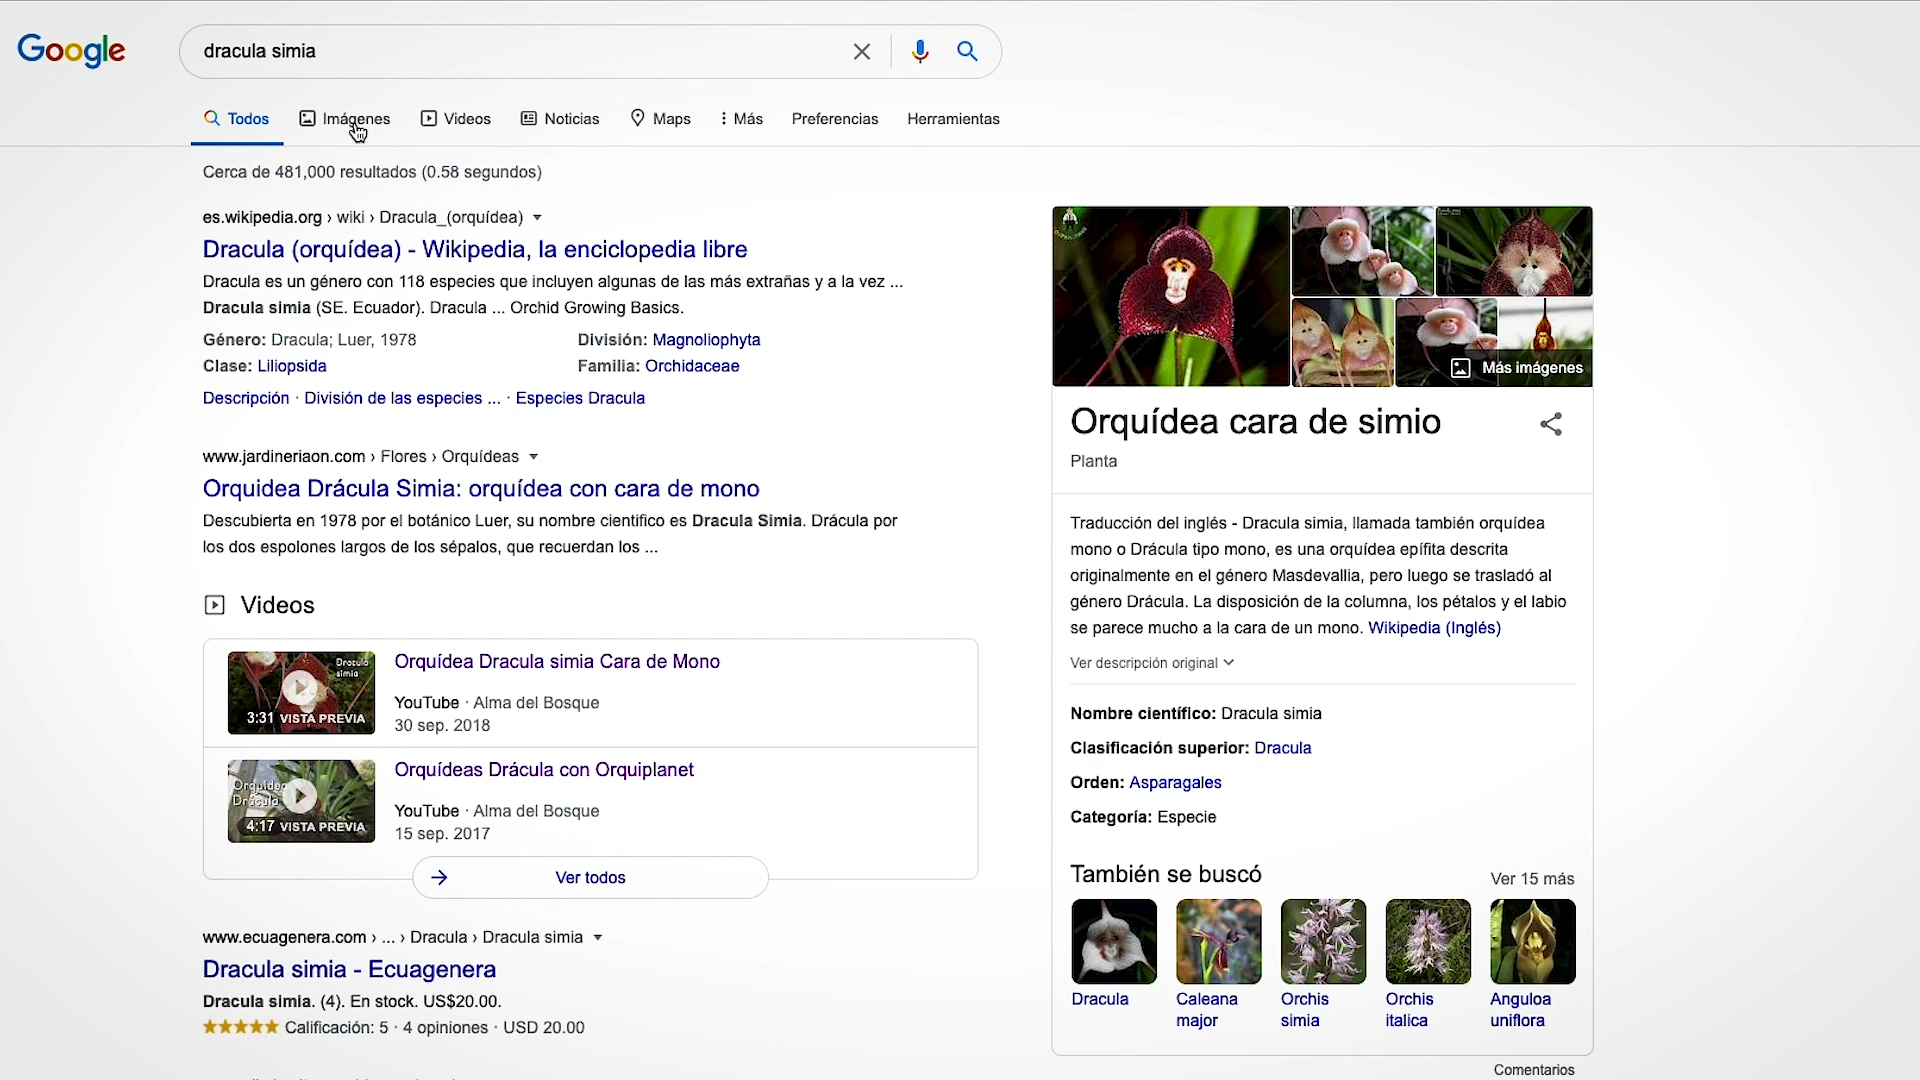 Google
dracula simia
Todos
Imágenes
Videos
Noticias
Maps
Más
Preferencias
Herramientas
Cerca de 481,000 resultados (0.58 segundos)
es.wikipedia.org › wiki › Dracula_(orquídea)
Dracula (orquídea) - Wikipedia, la enciclopedia libre
Dracula es un género con 118 especies que incluyen algunas de las más extrañas y a la vez ...
Dracula simia (SE. Ecuador). Dracula ... Orchid Growing Basics.
Género: Dracula; Luer, 1978
División: Magnoliophyta
Clase: Liliopsida
Familia: Orchidaceae
Descripción · División de las especies ... · Especies Dracula
www.jardineriaon.com › Flores › Orquídeas
Orquidea Drácula Simia: orquídea con cara de mono
Descubierta en 1978 por el botánico Luer, su nombre cientifico es Dracula Simia. Drácula por
los dos espolones largos de los sépalos, que recuerdan los ...
Videos
Dracula
simia
3:31 VISTA PREVIA
Orquídea Dracula simia Cara de Mono
YouTube · Alma del Bosque
30 sep. 2018
Orquídea
Drácula
4:17 VISTA PREVIA
Orquídeas Drácula con Orquiplanet
YouTube · Alma del Bosque
15 sep. 2017
Ver todos
www.ecuagenera.com › ... › Dracula › Dracula simia
Dracula simia - Ecuagenera
Dracula simia. (4). En stock. US$20.00.
Calificación: 5 · 4 opiniones · USD 20.00
Más imágenes
Orquídea cara de simio
Planta
Traducción del inglés - Dracula simia, llamada también orquídea
mono o Drácula tipo mono, es una orquídea epífita descrita
originalmente en el género Masdevallia, pero luego se trasladó al
género Drácula. La disposición de la columna, los pétalos y el labio
se parece mucho a la cara de un mono. Wikipedia (Inglés)
Ver descripción original
Nombre científico: Dracula simia
Clasificación superior: Dracula
Orden: Asparagales
Categoría: Especie
También se buscó
Ver 15 más
Dracula
Caleana
major
Orchis
simia
Orchis
italica
Anguloa
uniflora
Comentarios